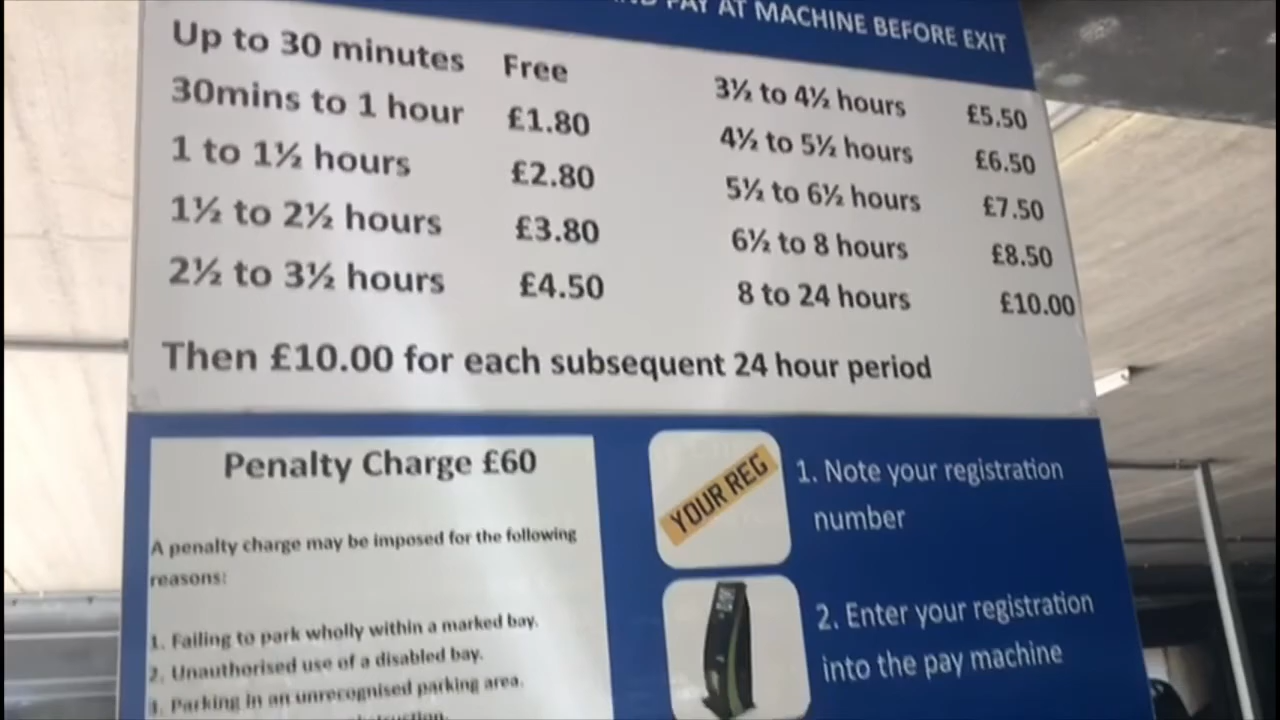 PAY AT MACHINE BEFORE EXIT
Up to 30 minutes Free
30mins to 1 hour £1.80
1 to 1½ hours £2.80
1½ to 2½ hours £3.80
2½ to 3½ hours £4.50
3½ to 4½ hours £5.50
4½ to 5½ hours £6.50
5½ to 6½ hours £7.50
6½ to 8 hours £8.50
8 to 24 hours £10.00
Then £10.00 for each subsequent 24 hour period
Penalty Charge £60
A penalty charge may be imposed for the following
reasons:
1. Failing to park wholly within a marked bay.
2. Unauthorised use of a disabled bay.
3. Parking in an unrecognised parking area.
YOUR REG
1. Note your registration
number
2. Enter your registration
into the pay machine